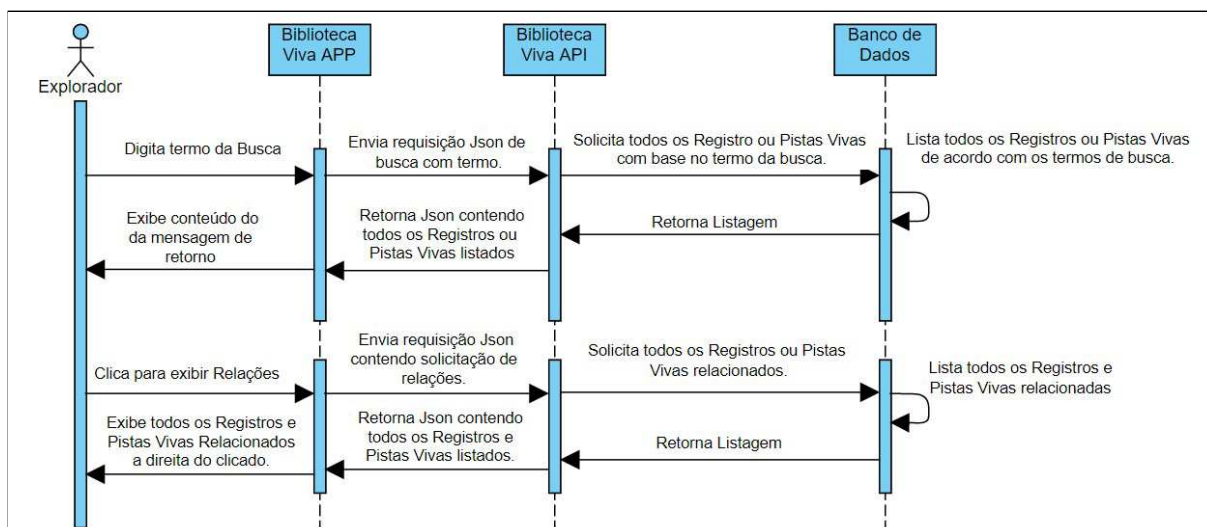 Explorador
Biblioteca
Viva APP
Biblioteca
Viva API
Banco de
Dados
Digita termo da Busca
Envia requisição Json de
busca com termo.
Solicita todos os Registro ou Pistas Vivas
com base no termo da busca.
Lista todos os Registros ou Pistas Vivas
de acordo com os termos de busca.
Retorna Listagem
Retorna Json contendo
todos os Registros ou
Pistas Vivas listados
Exibe conteúdo do
da mensagem de
retorno
Clica para exibir Relações
Envia requisição Json
contendo solicitação de
relações.
Solicita todos os Registros ou Pistas
Vivas relacionados.
Lista todos os Registros e
Pistas Vivas relacionadas
Retorna Listagem
Retorna Json contendo
todos os Registros e
Pistas Vivas listados.
Exibe todos os Registros e
Pistas Vivas Relacionados
a direita do clicado.